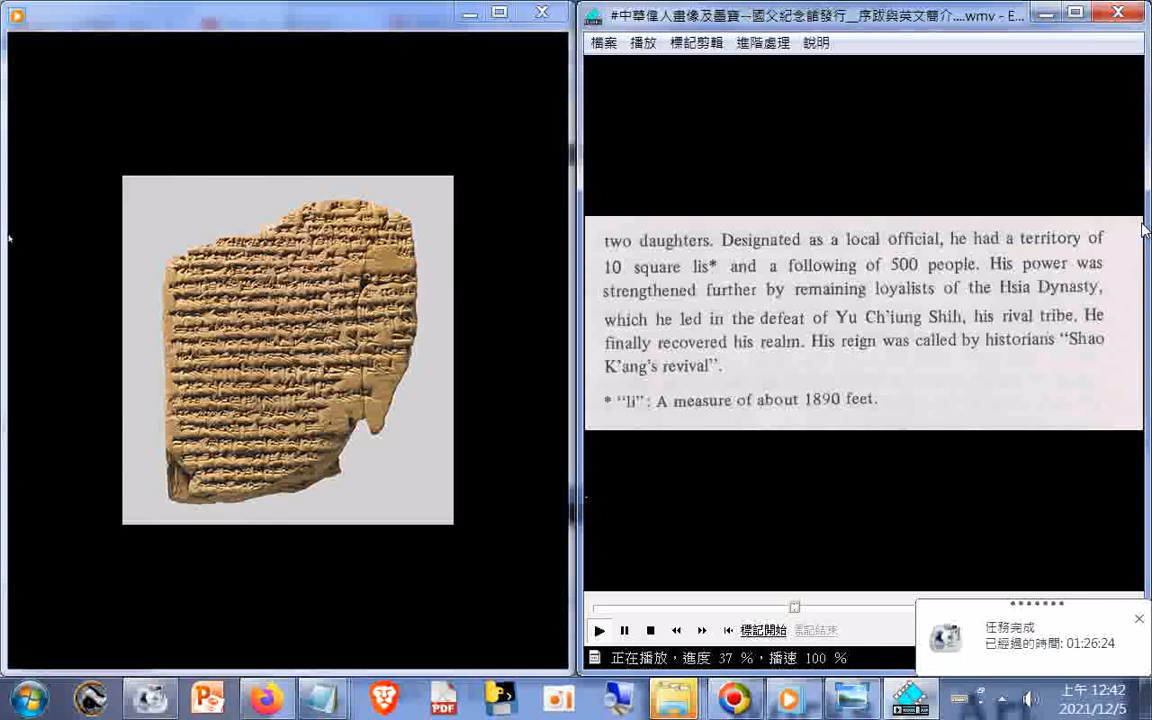 #中華偉人畫像及墨寶—國父紀念館發行__序跋與英文簡介....wmv - E...
檔案 播放 標記剪輯 進階處理 說明
two daughters. Designated as a local official, he had a territory of
10 square lis* and a following of 500 people. His power was
strengthened further by remaining loyalists of the Hsia Dynasty,
which he led in the defeat of Yu Ch’iung Shih, his rival tribe. He
finally recovered his realm. His reign was called by historians “Shao
K’ang’s revival”.
* “li”: A measure of about 1890 feet.
標記開始 標記結束
正在播放，進度 37 %，播速 100 %
任務完成
已經過的時間: 01:26:24
PDF
上午 12:42
2021/12/5